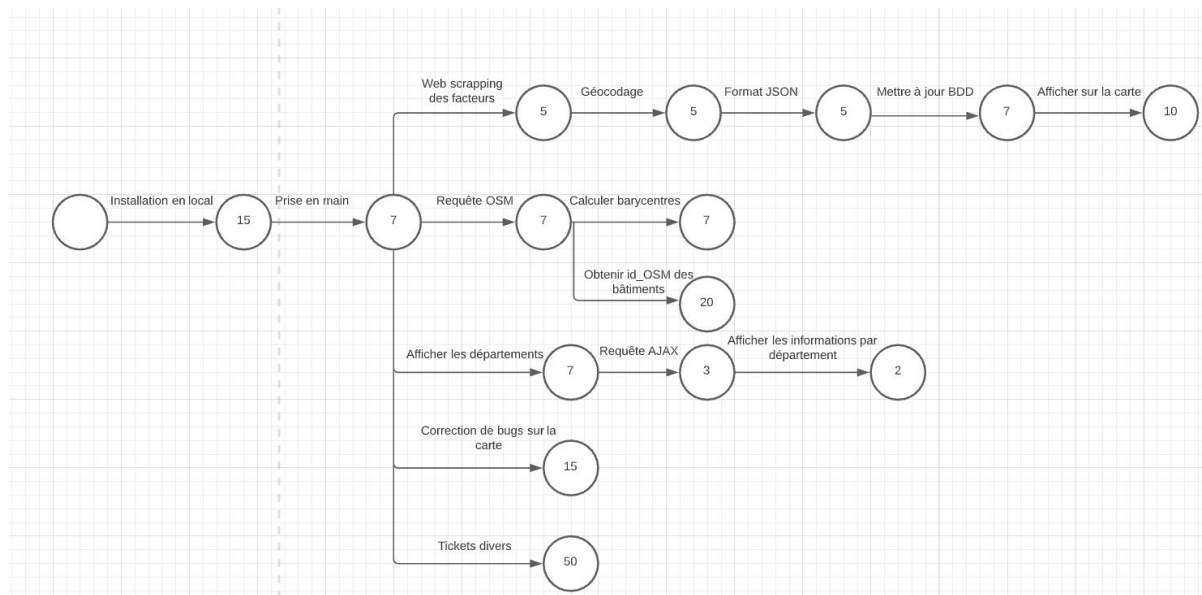 Web scrapping
des facteurs
Géocodage
Format JSON
Mettre à jour BDD
Afficher sur la carte
5
5
5
7
10
Installation en local
Prise en main
Requête OSM
Calculer barycentres
15
7
7
7
Obtenir id_OSM des
bâtiments
20
Afficher les départements
Requête AJAX
Afficher les informations par
département
7
3
2
Correction de bugs sur la
carte
15
Tickets divers
50